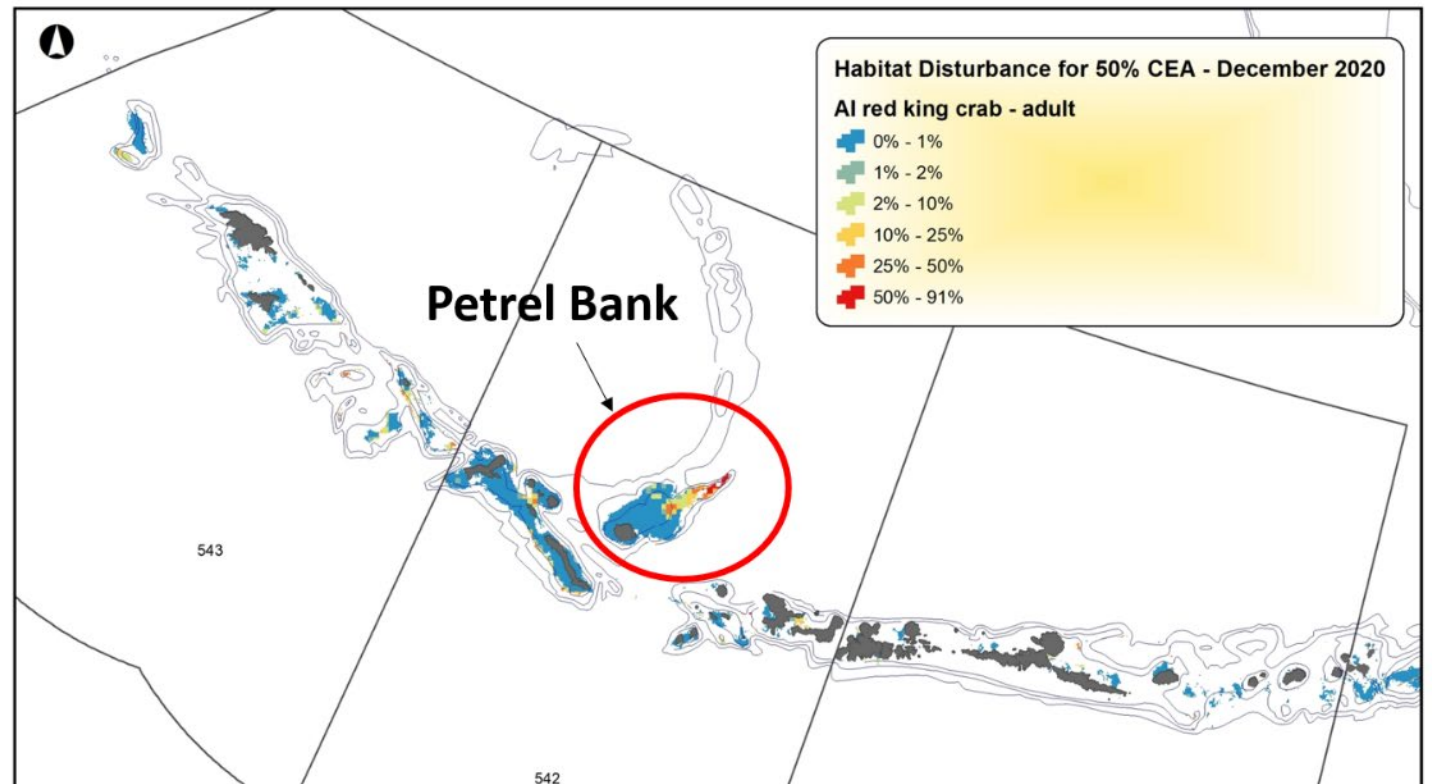 Habitat Disturbance for 50% CEA - December 2020
AI red king crab - adult
0% - 1%
1% - 2%
2% - 10%
10% - 25%
25% - 50%
50% - 91%
Petrel Bank
543
542